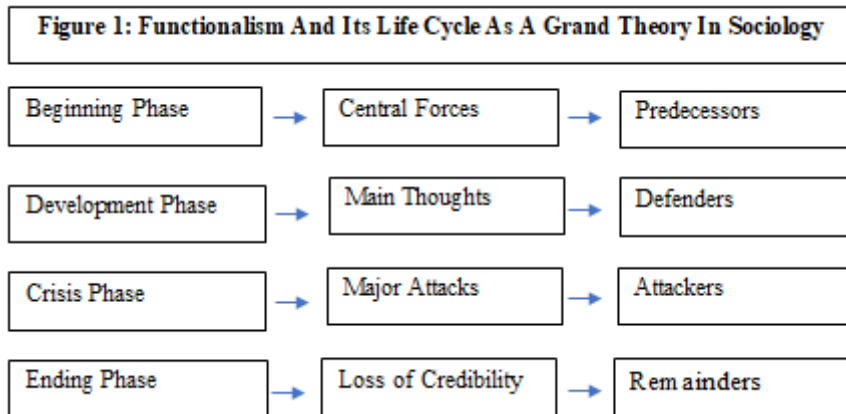 Figure 1: Functionalism And Its Life Cycle As A Grand Theory In Sociology
Beginning Phase Central Forces Predecessors
Development Phase Main Thoughts Defenders
Crisis Phase Major Attacks Attackers
Ending Phase Loss of Credibility Remainders